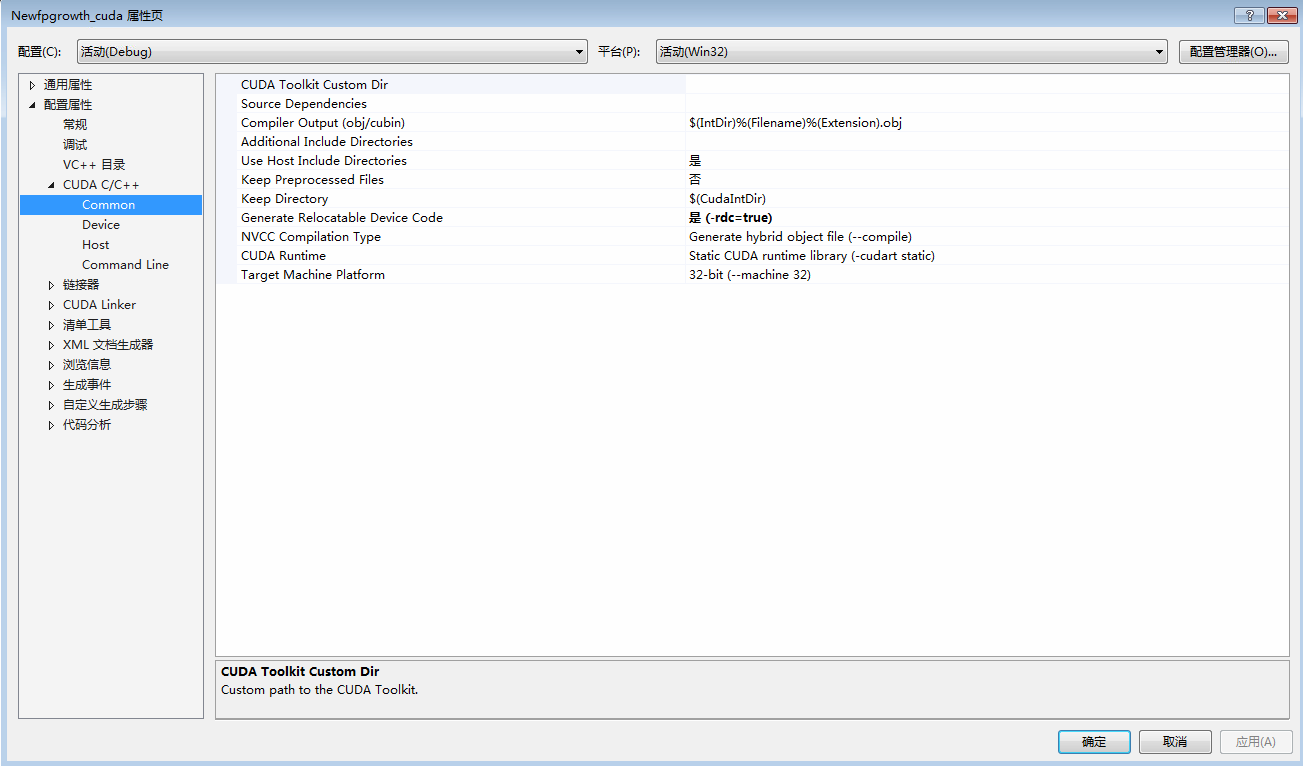 Newfpgrowth_cuda 属性页
配置(C): 活动(Debug) 平台(P): 活动(Win32) 配置管理器(O)...
通用属性
配置属性
常规
调试
VC++ 目录
CUDA C/C++
Common
Device
Host
Command Line
链接器
CUDA Linker
清单工具
XML 文档生成器
浏览信息
生成事件
自定义生成步骤
代码分析
CUDA Toolkit Custom Dir
Source Dependencies
Compiler Output (obj/cubin) $(IntDir)%(Filename)%(Extension).obj
Additional Include Directories
Use Host Include Directories 是
Keep Preprocessed Files 否
Keep Directory $(CudaIntDir)
Generate Relocatable Device Code 是 (-rdc=true)
NVCC Compilation Type Generate hybrid object file (--compile)
CUDA Runtime Static CUDA runtime library (-cudart static)
Target Machine Platform 32-bit (--machine 32)
CUDA Toolkit Custom Dir
Custom path to the CUDA Toolkit.
确定 取消 应用(A)